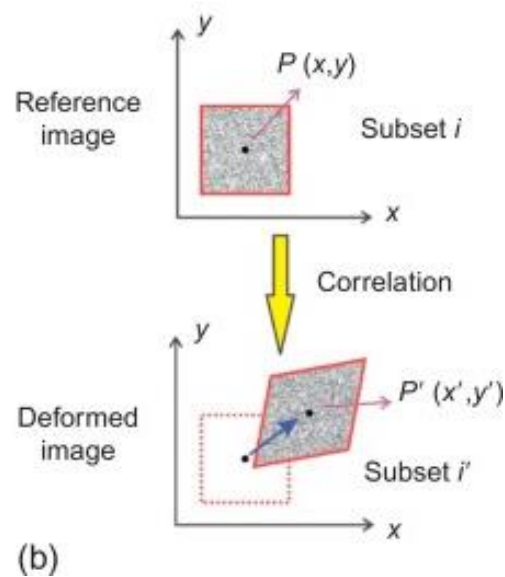 y
P (x,y)
Reference
image
Subset i
x
Correlation
y
P' (x',y')
Deformed
image
Subset i'
x
(b)